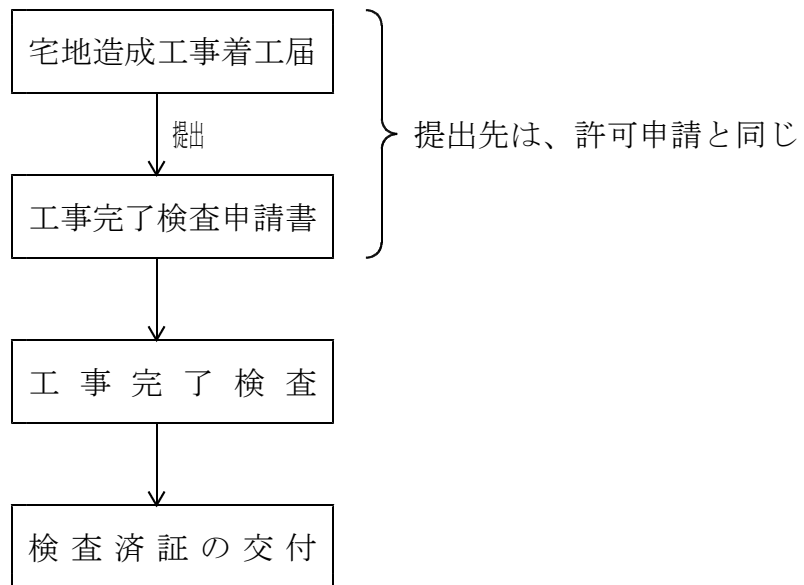 宅地造成工事着工届
提出
提出先は、許可申請と同じ
工事完了検査申請書
工事完了検査
検査済証の交付